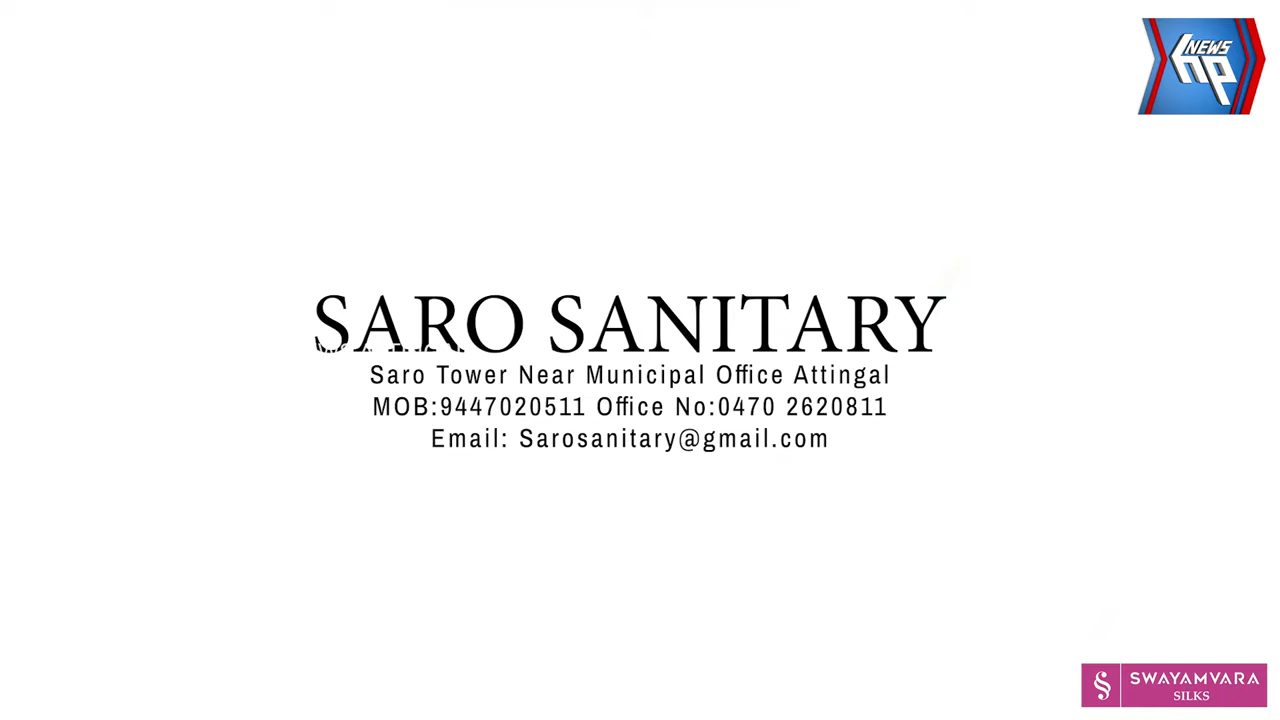 NEWS
hp
SARO SANITARY
Saro Tower Near Municipal Office Attingal
MOB:9447020511 Office No:0470 2620811
Email: Sarosanitary@gmail.com
SWAYAMVARA
SILKS